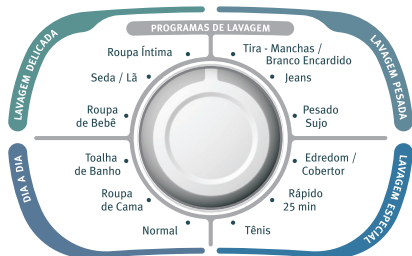 PROGRAMAS DE LAVAGEM
LAVAGEM DELICADA
Roupa Íntima
Seda / Lã
Roupa
de Bebê
LAVAGEM PESADA
Tira - Manchas /
Branco Encardido
Jeans
Pesado
Sujo
DIA A DIA
Toalha
de Banho
Roupa
de Cama
Normal
LAVAGEM ESPECIAL
Edredom /
Cobertor
Rápido
25 min
Tênis